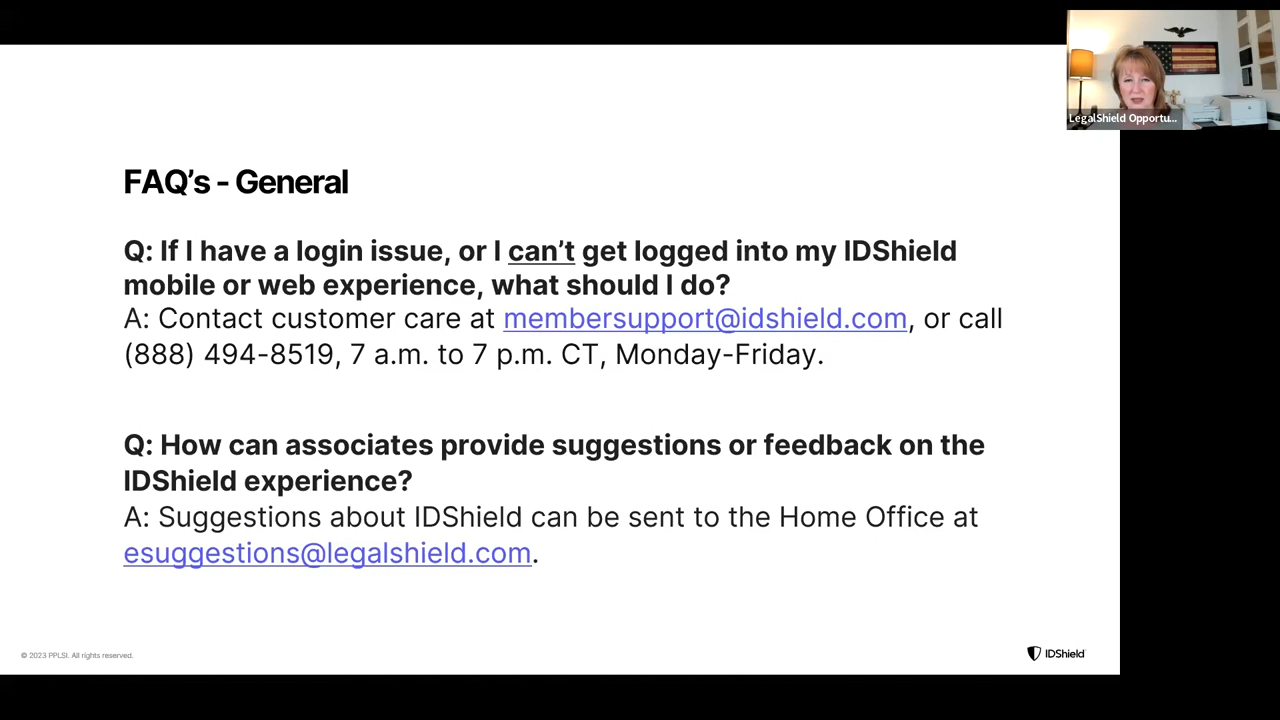 LegalShield Opportu...
FAQ’s - General
Q: If I have a login issue, or I can’t get logged into my IDShield
mobile or web experience, what should I do?
A: Contact customer care at membersupport@idshield.com, or call
(888) 494-8519, 7 a.m. to 7 p.m. CT, Monday-Friday.
Q: How can associates provide suggestions or feedback on the
IDShield experience?
A: Suggestions about IDShield can be sent to the Home Office at
esuggestions@legalshield.com.
© 2023 PPLSI. All rights reserved.
IDShield